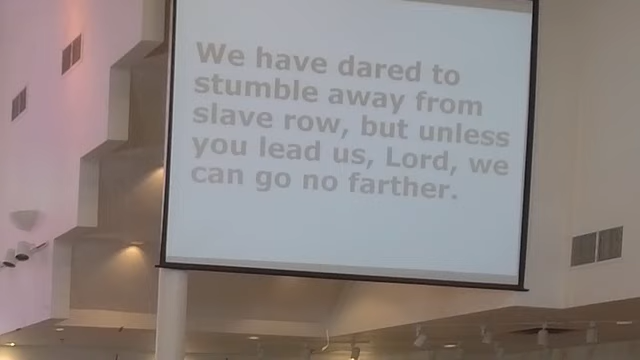 We have dared to
stumble away from
slave row, but unless
you lead us, Lord, we
can go no farther.